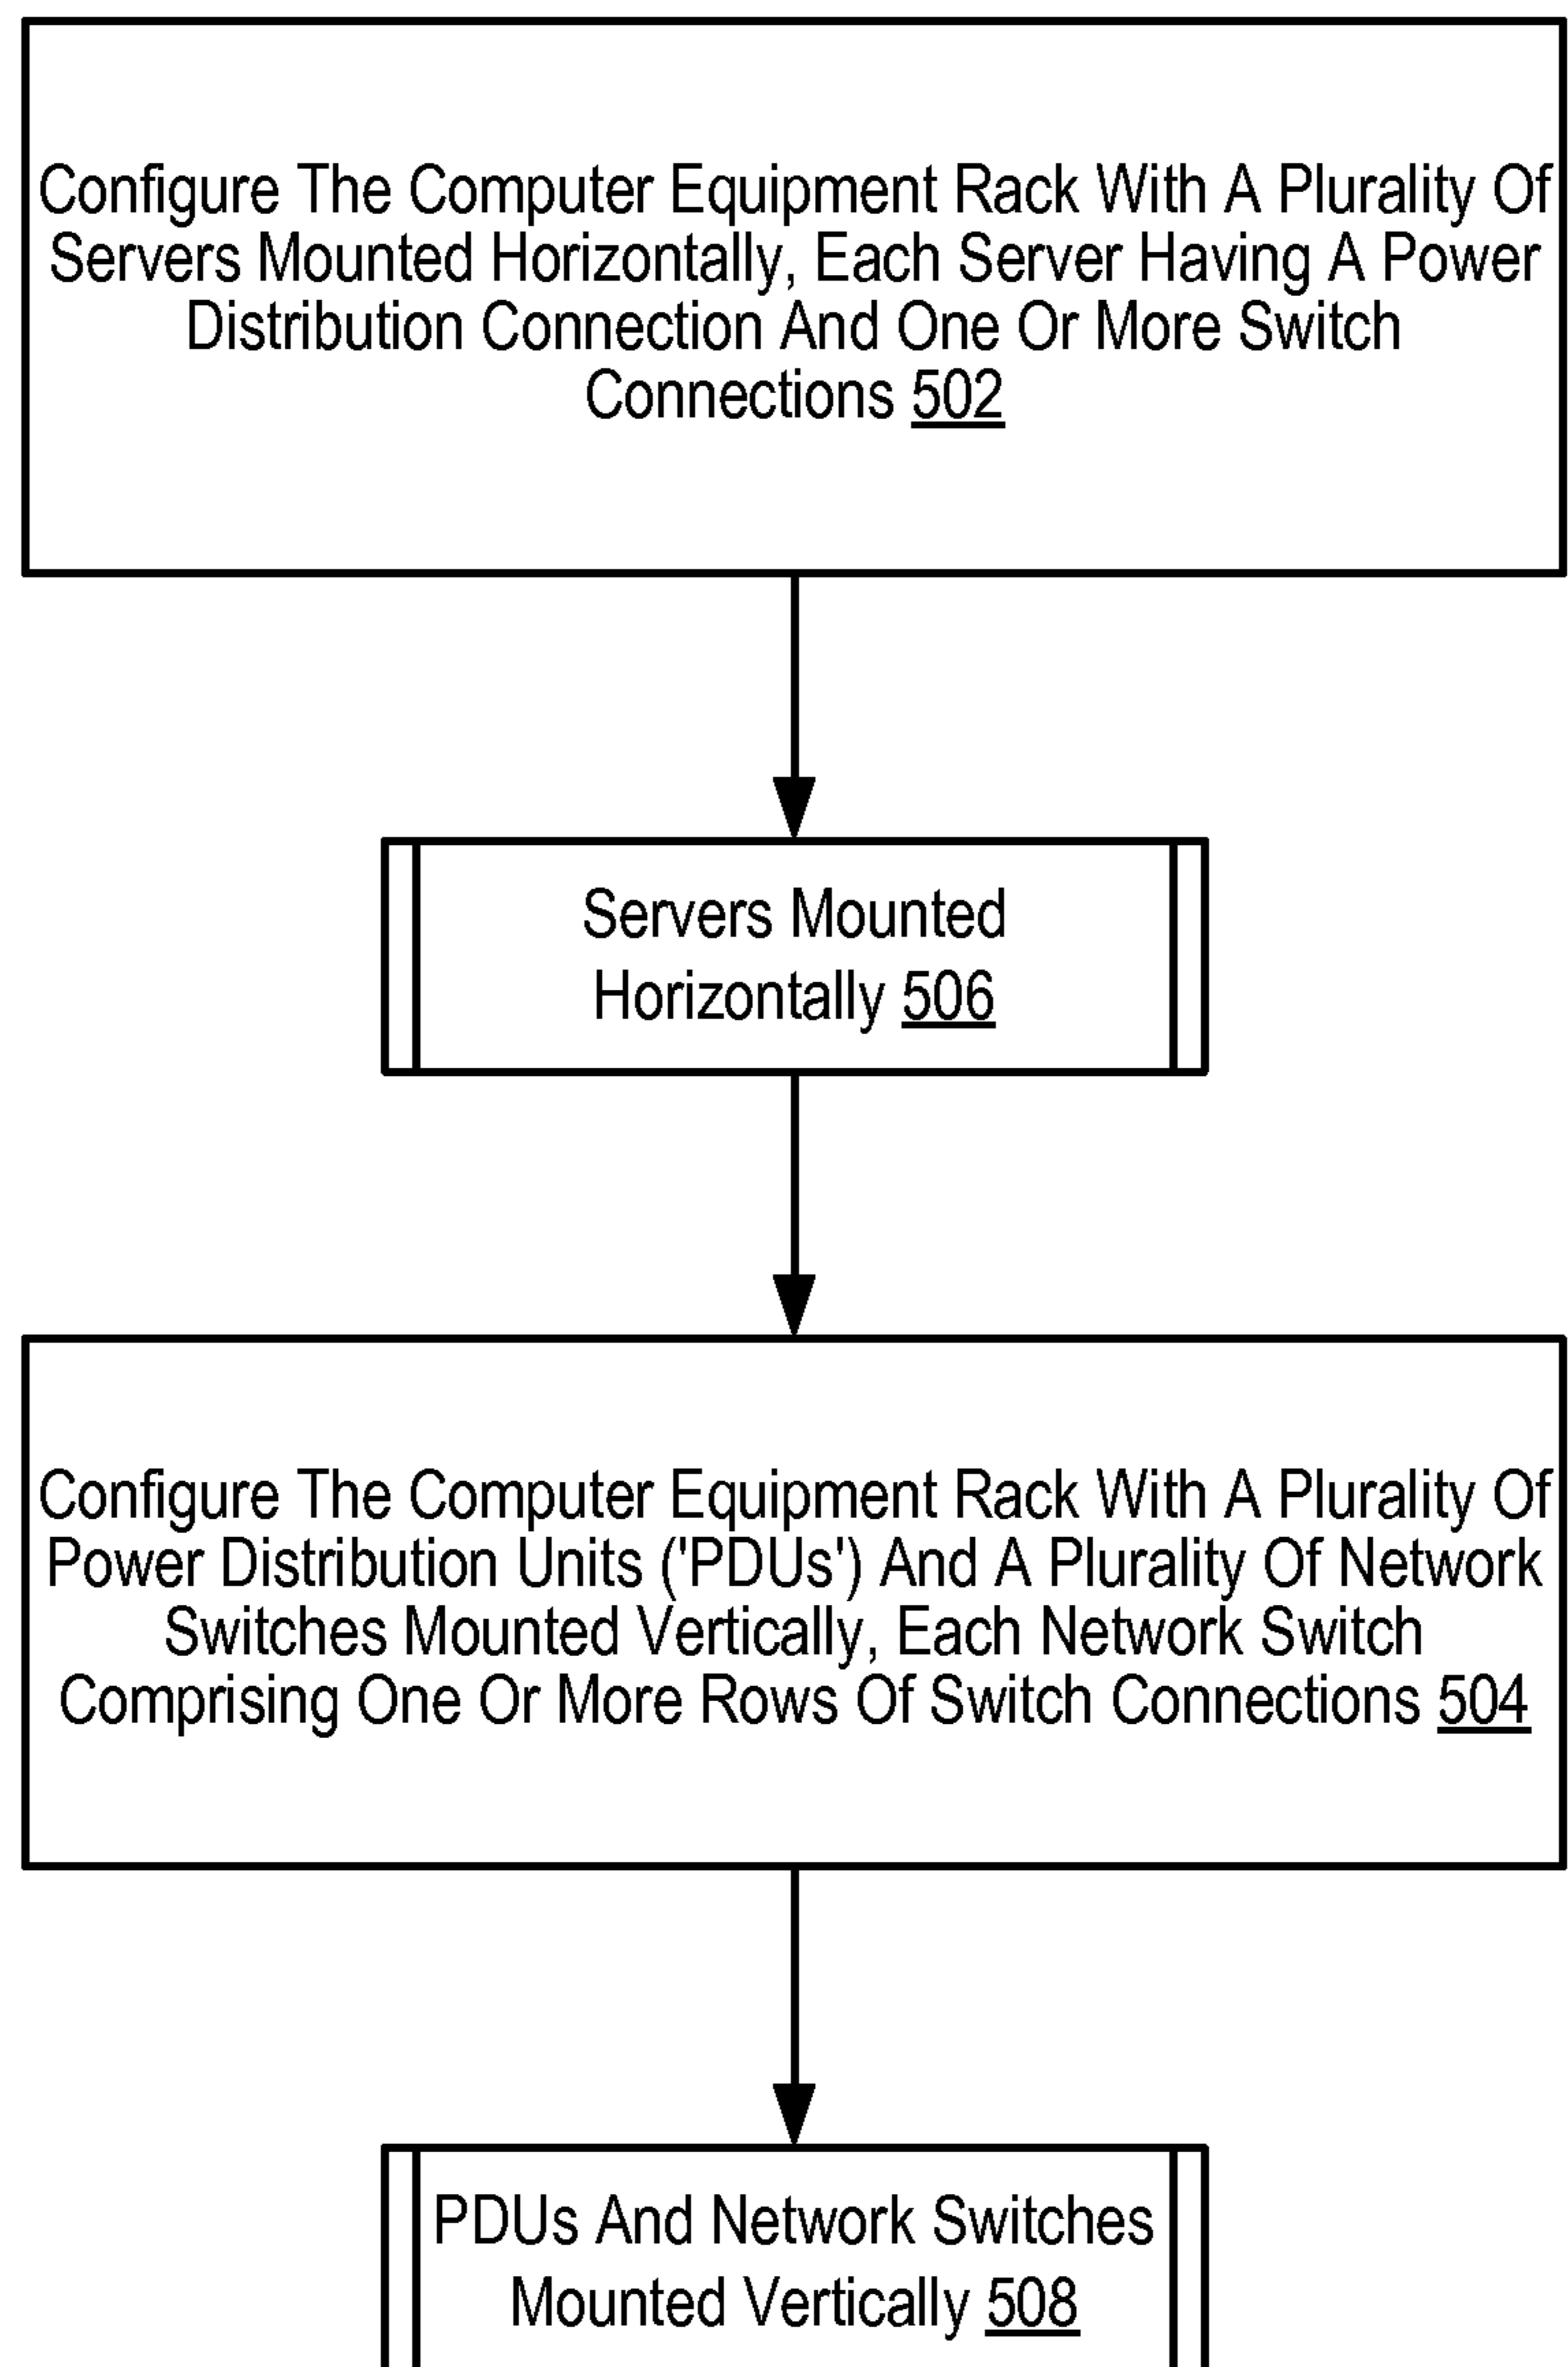 Configure The Computer Equipment Rack With A Plurality Of
Servers Mounted Horizontally, Each Server Having A Power
Distribution Connection And One Or More Switch
Connections 502
Servers Mounted
Horizontally 506
Configure The Computer Equipment Rack With A Plurality Of
Power Distribution Units ('PDUs') And A Plurality Of Network
Switches Mounted Vertically, Each Network Switch
Comprising One Or More Rows Of Switch Connections 504
PDUs And Network Switches
Mounted Vertically 508